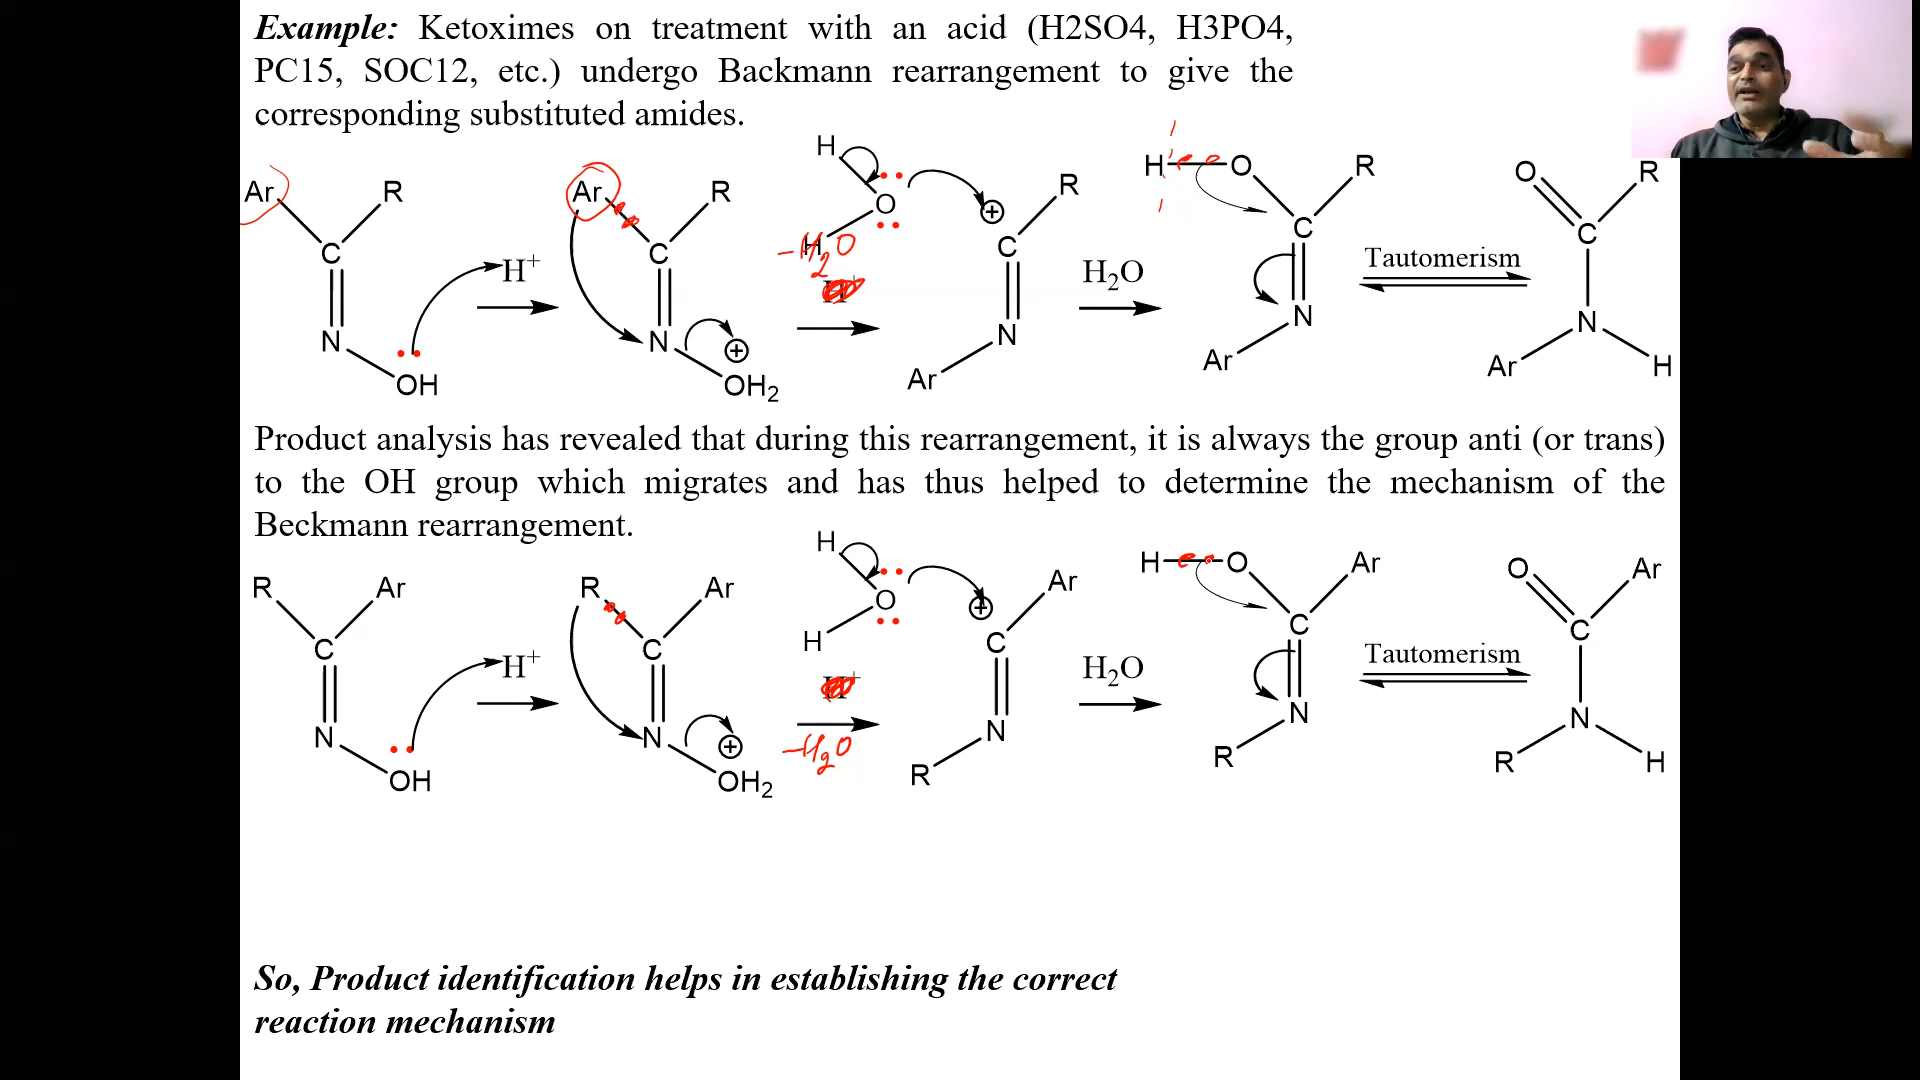 Example: Ketoximes on treatment with an acid (H2SO4, H3PO4,
PC15, SOC12, etc.) undergo Backmann rearrangement to give the
corresponding substituted amides.
H
H O R O R
Ar R Ar R O R
−H2O H C C C
C H+ C C H2O Tautomerism
N N N N N
Ar Ar Ar H
OH OH2
Product analysis has revealed that during this rearrangement, it is always the group anti (or trans)
to the OH group which migrates and has thus helped to determine the mechanism of the
Beckmann rearrangement.
H
H O Ar O Ar
R Ar R Ar O Ar
H C C C
C H+ C H2O Tautomerism
N N −H2O N N N
R R R H
OH OH2
So, Product identification helps in establishing the correct
reaction mechanism